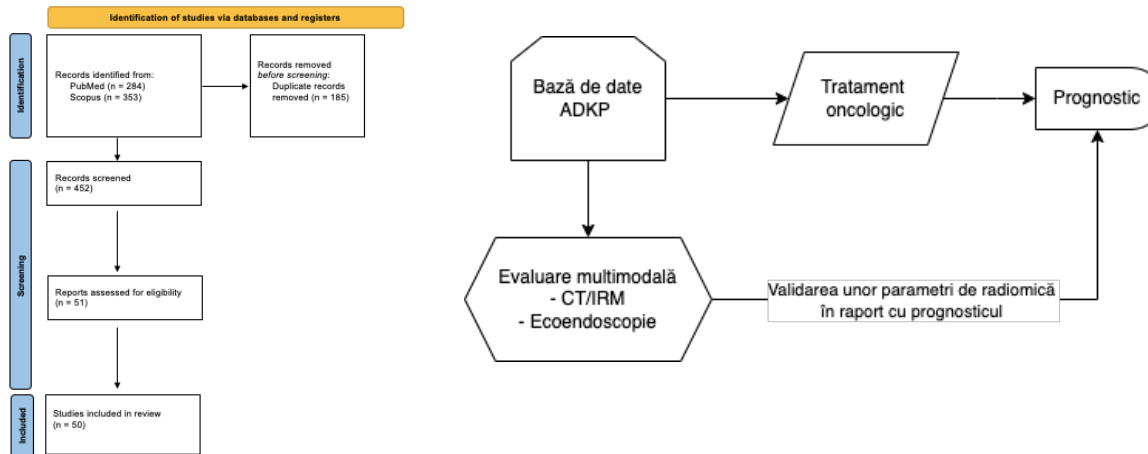 Identification of studies via databases and registers
Identification
Records identified from:
PubMed (n = 284)
Scopus (n = 353)
Records removed
before screening:
Duplicate records
removed (n = 185)
Screening
Records screened
(n = 452)
Reports assessed for eligibility
(n = 51)
Included
Studies included in review
(n = 50)
Bază de date
ADKP
Tratament
oncologic
Prognostic
Evaluare multimodală
- CT/IRM
- Ecoendoscopie
Validarea unor parametri de radiomică
în raport cu prognosticul